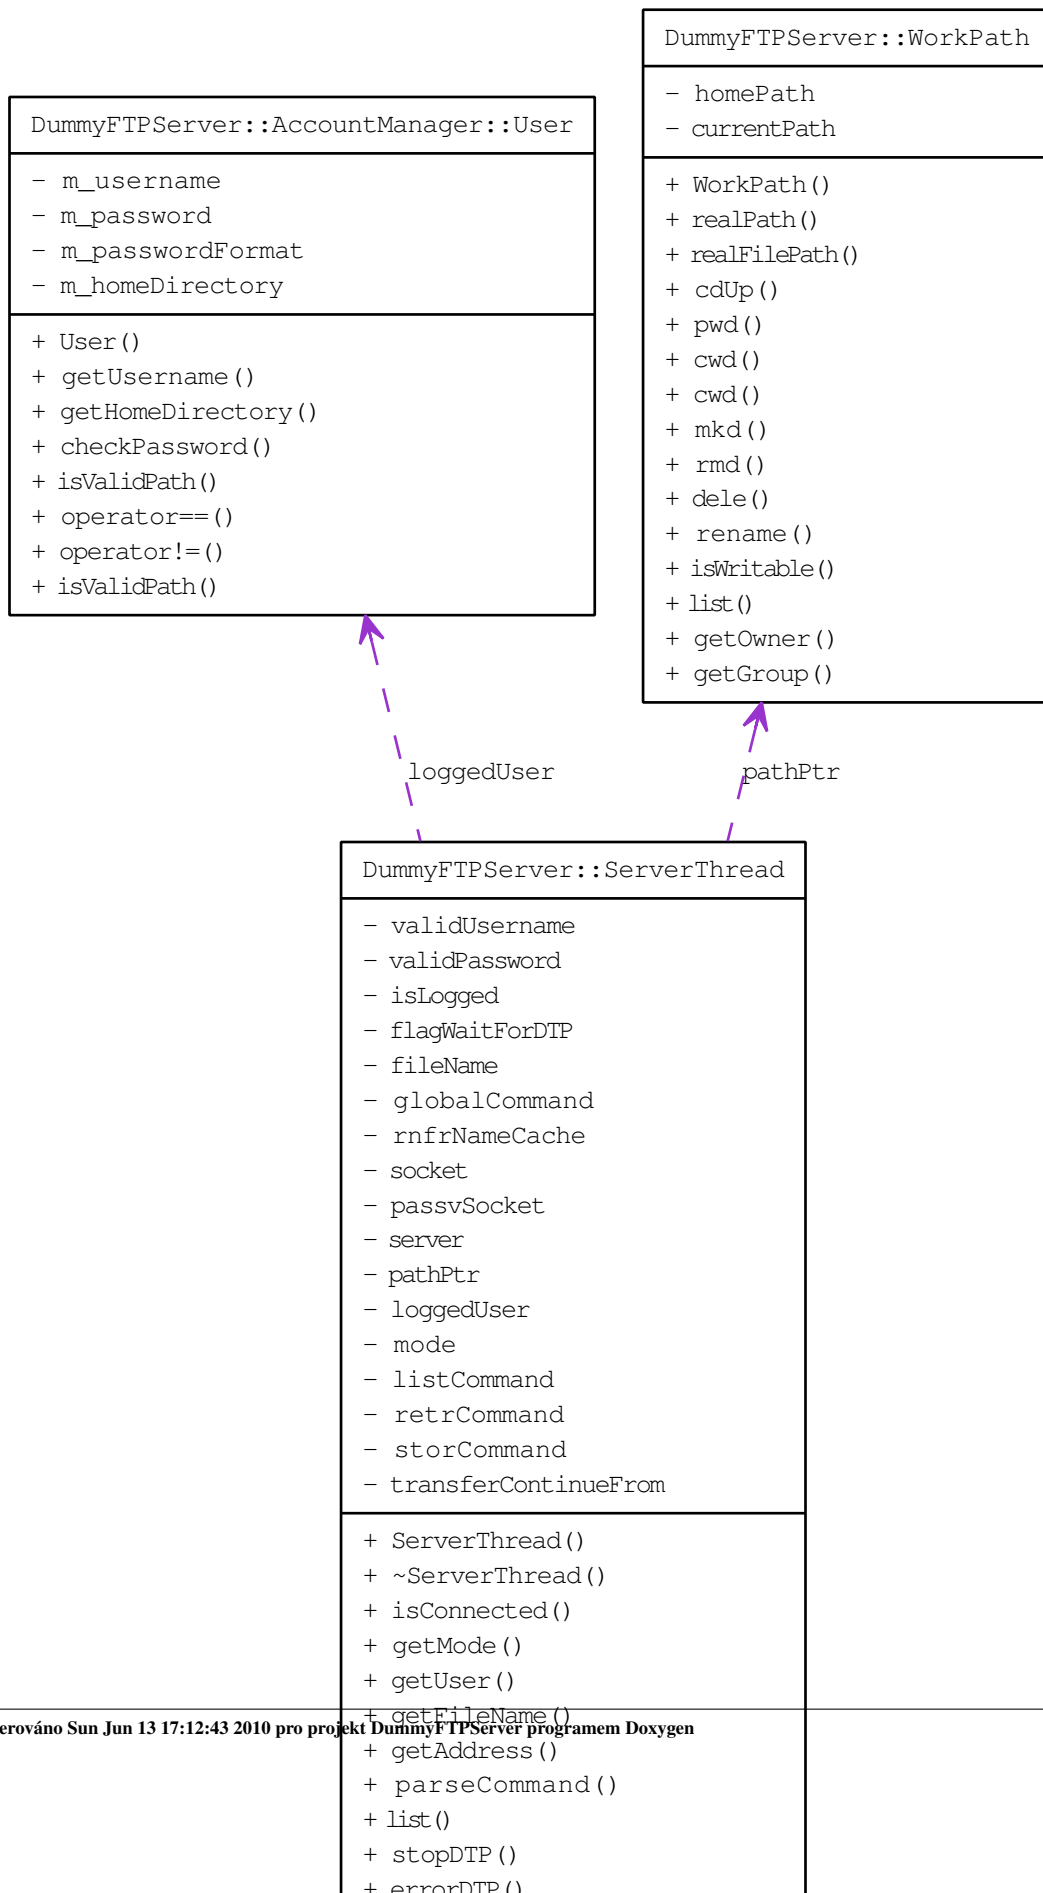 DummyFTPServer::WorkPath
- homePath
- currentPath
+ WorkPath()
+ realPath()
+ realFilePath()
+ cdUp()
+ pwd()
+ cwd()
+ cwd()
+ mkd()
+ rmd()
+ dele()
+ rename()
+ isWritable()
+ list()
+ getOwner()
+ getGroup()
DummyFTPServer::AccountManager::User
- m_username
- m_password
- m_passwordFormat
- m_homeDirectory
+ User()
+ getUsername()
+ getHomeDirectory()
+ checkPassword()
+ isValidPath()
+ operator==()
+ operator!=()
+ isValidPath()
loggedUser
pathPtr
DummyFTPServer::ServerThread
- validUsername
- validPassword
- isLogged
- flagWaitForDTP
- fileName
- globalCommand
- rnfrNameCache
- socket
- passvSocket
- server
- pathPtr
- loggedUser
- mode
- listCommand
- retrCommand
- storCommand
- transferContinueFrom
+ ServerThread()
+ ~ServerThread()
+ isConnected()
+ getMode()
+ getUser()
+ getFileName()
erováno Sun Jun 13 17:12:43 2010 pro projekt DummyFTPServer programem Doxygen
+ getAddress()
+ parseCommand()
+ list()
+ stopDTP()
+ errorDTP()